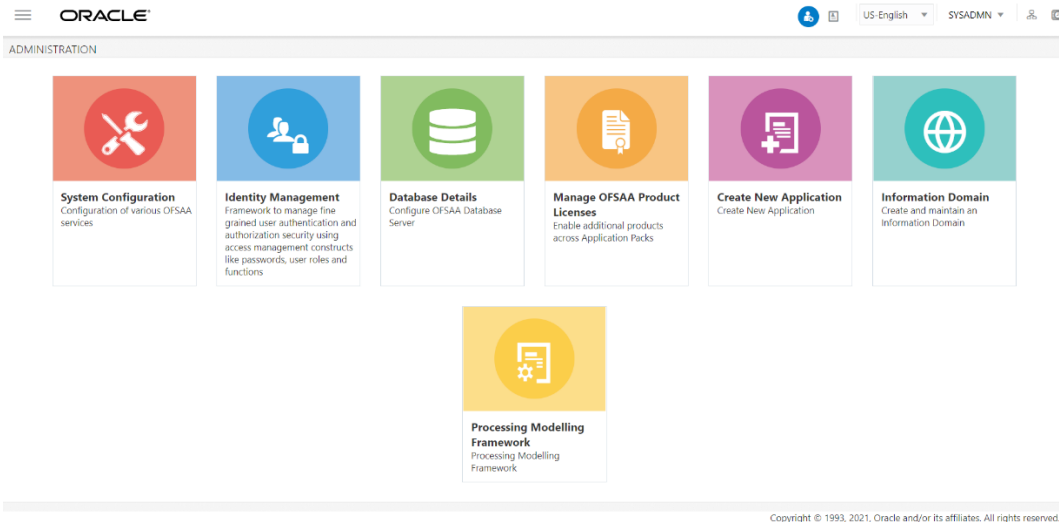 ORACLE®
US-English
SYSADMN
ADMINISTRATION
System Configuration
Configuration of various OFSAA
services
Identity Management
Framework to manage fine
grained user authentication and
authorization security using
access management constructs
like passwords, user roles and
functions
Database Details
Configure OFSAA Database
Server
Manage OFSAA Product
Licenses
Enable additional products
across Application Packs
Create New Application
Create New Application
Information Domain
Create and maintain an
Information Domain
Processing Modelling
Framework
Processing Modelling
Framework
Copyright © 1993, 2021, Oracle and/or its affiliates. All rights reserved.